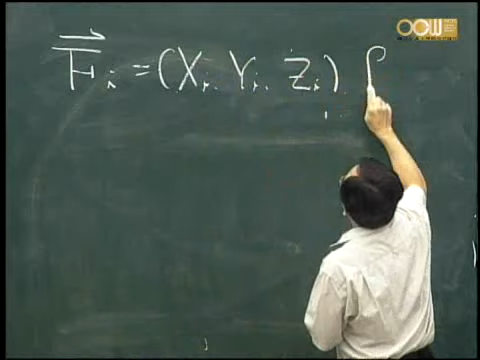 F⃗ᵢ = (Xᵢ, Yᵢ, Zᵢ)
OCW